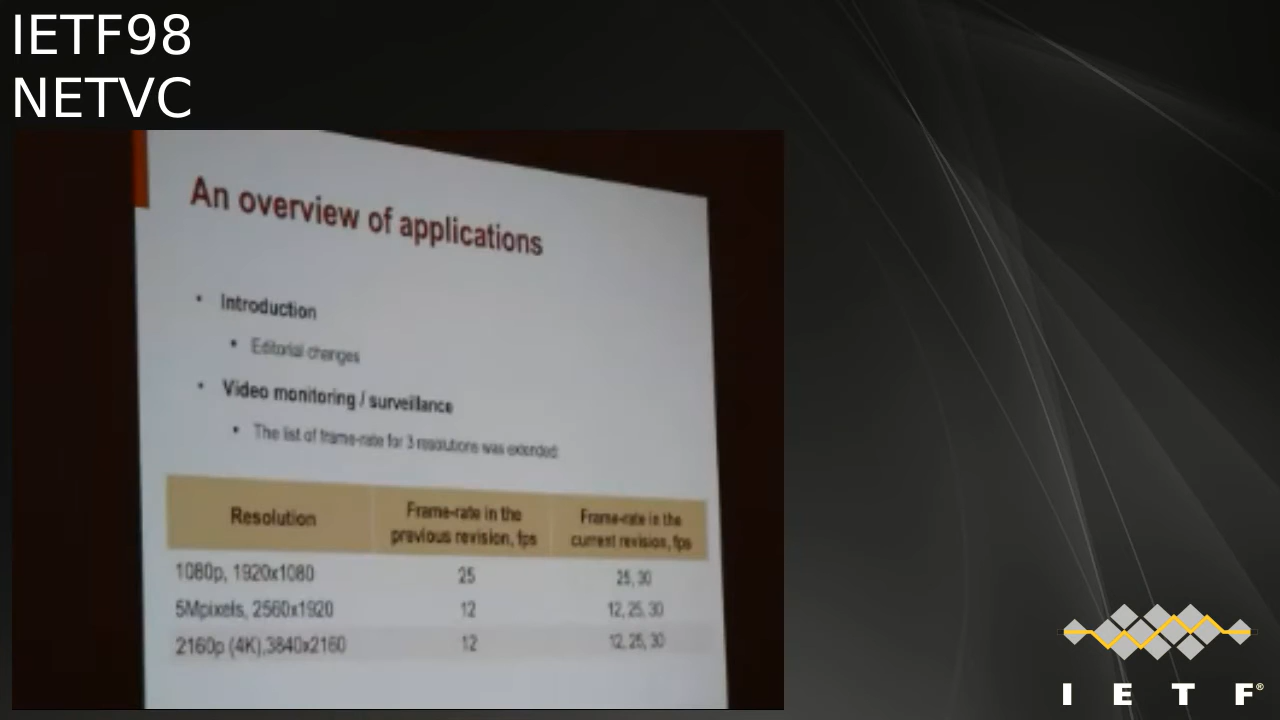 IETF98
NETVC
An overview of applications
• Introduction
• Editorial changes
• Video monitoring / surveillance
• The list of frame-rate for 3 resolutions was extended
Resolution
Frame-rate in the
previous revision, fps
Frame-rate in the
current revision, fps
1080p, 1920x1080 25 25, 30
5Mpixels, 2560x1920 12 12, 25, 30
2160p (4K),3840x2160 12 12, 25, 30
I E T F®